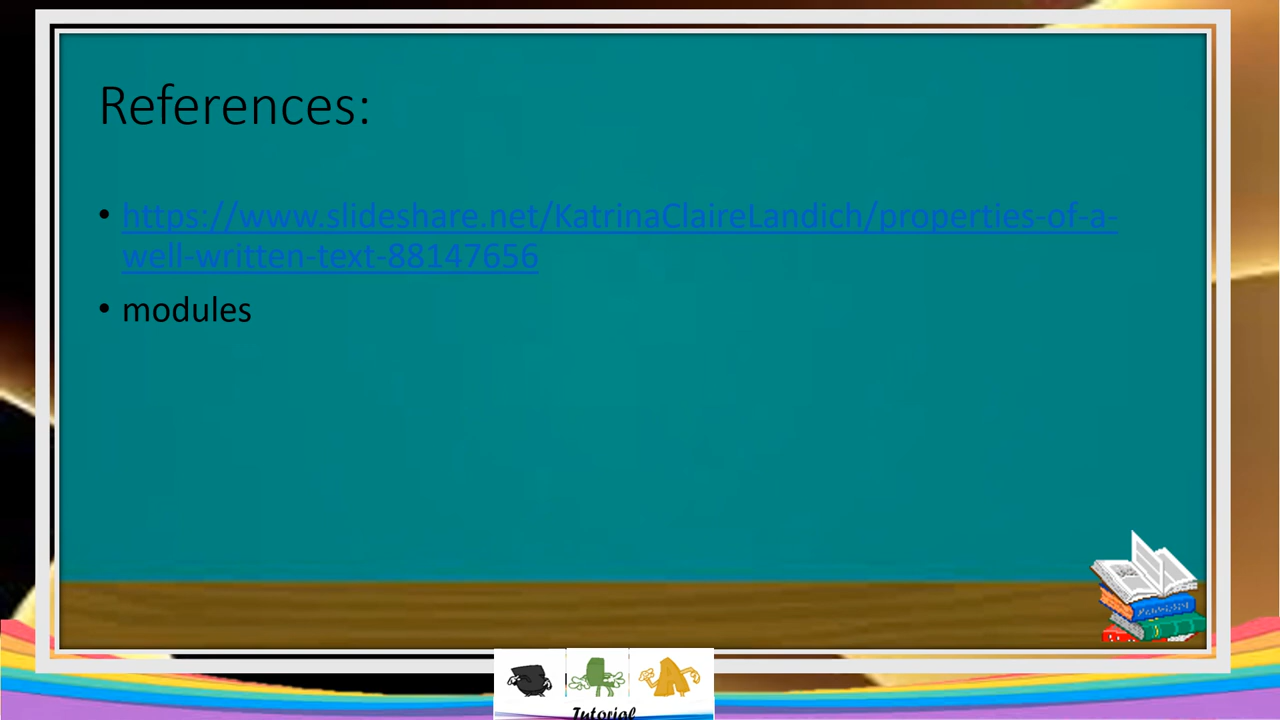 References:
• https://www.slideshare.net/KatrinaClaireLandich/properties-of-a-
well-written-text-88147656
• modules
Tutorial